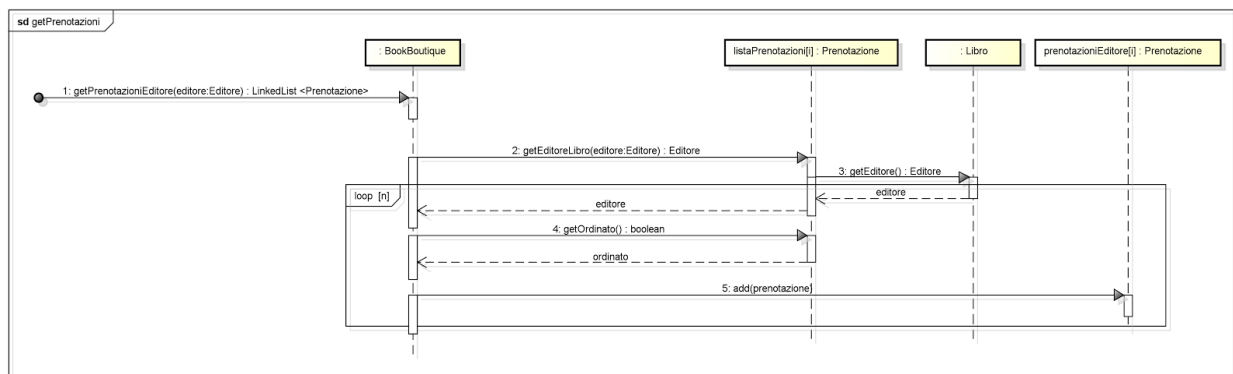 sd getPrenotazioni
: BookBoutique
listaPrenotazioni[i] : Prenotazione
: Libro
prenotazioniEditore[i] : Prenotazione
1: getPrenotazioniEditore(editore:Editore) : LinkedList <Prenotazione>
2: getEditoreLibro(editore:Editore) : Editore
3: getEditore() : Editore
loop [n]
editore
editore
4: getOrdinato() : boolean
ordinato
5: add(prenotazione)